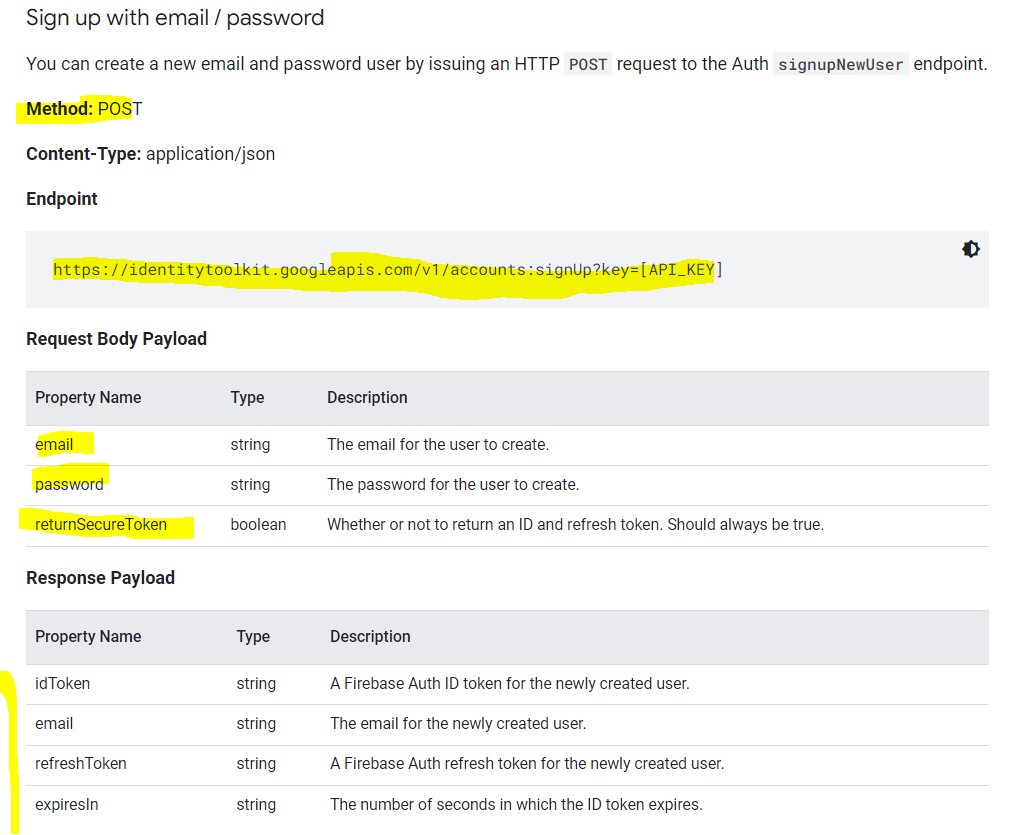 Sign up with email / password
You can create a new email and password user by issuing an HTTP POST request to the Auth signupNewUser endpoint.
Method: POST
Content-Type: application/json
Endpoint
https://identitytoolkit.googleapis.com/v1/accounts:signUp?key=[API_KEY]
Request Body Payload
Property Name Type Description
email string The email for the user to create.
password string The password for the user to create.
returnSecureToken boolean Whether or not to return an ID and refresh token. Should always be true.
Response Payload
Property Name Type Description
idToken string A Firebase Auth ID token for the newly created user.
email string The email for the newly created user.
refreshToken string A Firebase Auth refresh token for the newly created user.
expiresIn string The number of seconds in which the ID token expires.